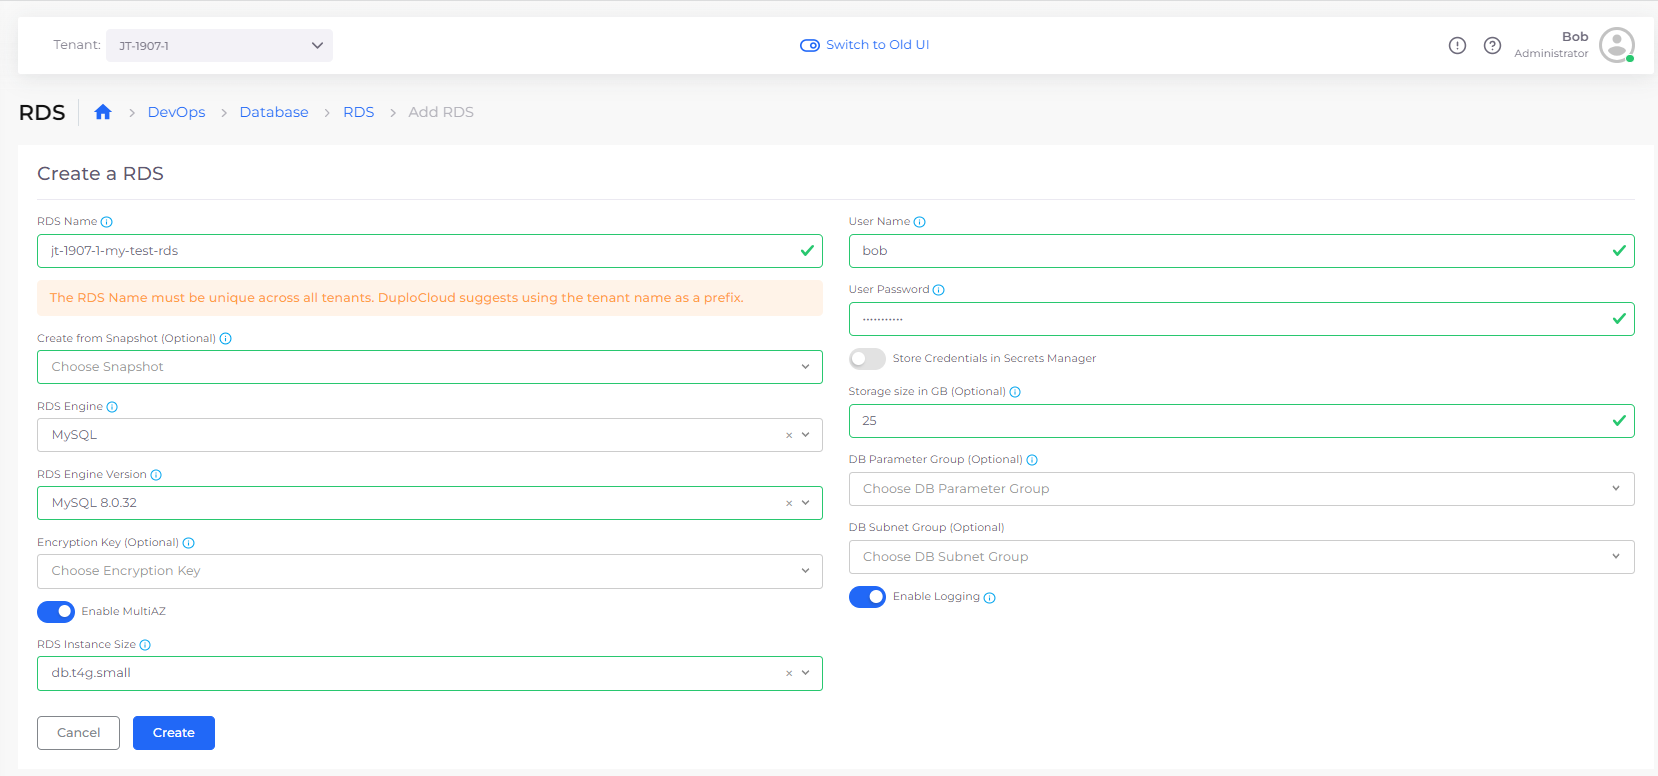 Tenant: JT-1907-1
Switch to Old UI
Bob
Administrator
RDS
DevOps > Database > RDS > Add RDS
Create a RDS
RDS Name
jt-1907-1-my-test-rds
The RDS Name must be unique across all tenants. DuploCloud suggests using the tenant name as a prefix.
Create from Snapshot (Optional)
Choose Snapshot
RDS Engine
MySQL
RDS Engine Version
MySQL 8.0.32
Encryption Key (Optional)
Choose Encryption Key
Enable MultiAZ
RDS Instance Size
db.t4g.small
Cancel
Create
User Name
bob
User Password
Store Credentials in Secrets Manager
Storage size in GB (Optional)
25
DB Parameter Group (Optional)
Choose DB Parameter Group
DB Subnet Group (Optional)
Choose DB Subnet Group
Enable Logging